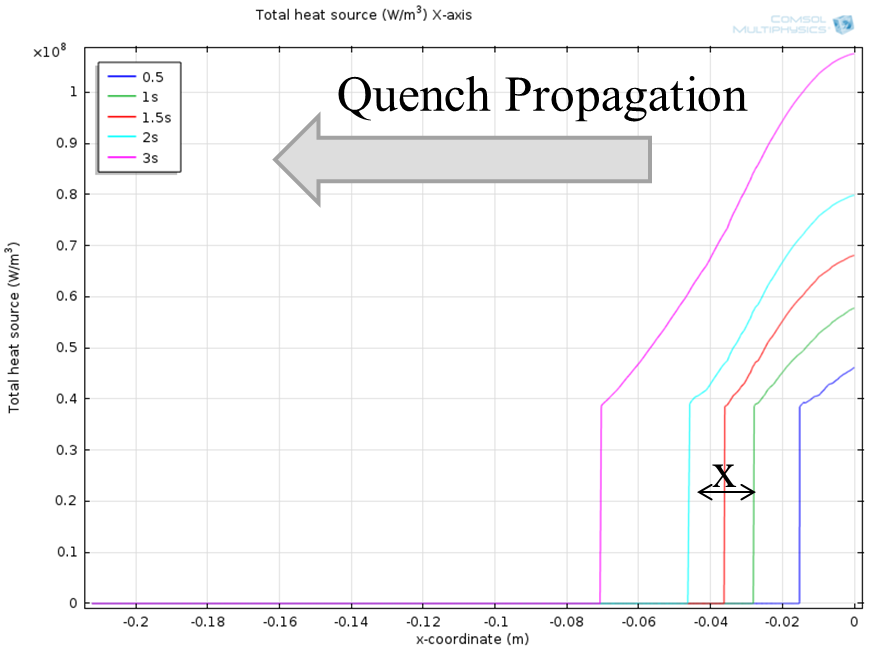 Total heat source (W/m³) X-axis
COMSOL
MULTIPHYSICS®
×10⁸
0.5
1s
1.5s
2s
3s
Quench Propagation
1
0.9
0.8
0.7
0.6
0.5
0.4
0.3
0.2
0.1
0
Total heat source (W/m³)
X
-0.2
-0.18
-0.16
-0.14
-0.12
-0.1
-0.08
-0.06
-0.04
-0.02
0
x-coordinate (m)